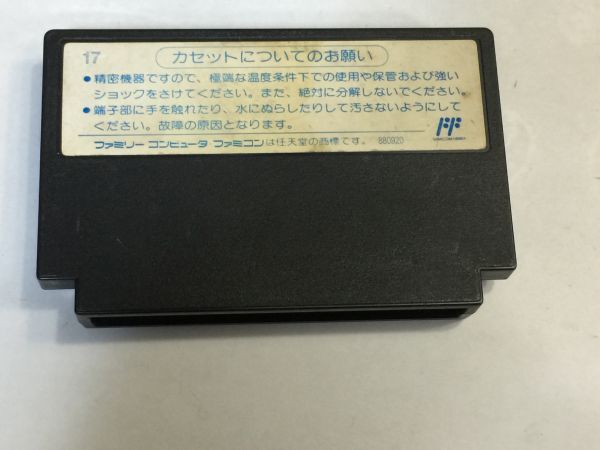 17
カセットについてのお願い
●精密機器ですので、極端な温度条件下での使用や保管および強い
ショックをさけてください。また、絶対に分解しないでください。
●端子部に手を触れたり、水にぬらしたりして汚さないようにして
ください。故障の原因となります。
ファミリー コンピュータ ファミコンは任天堂の商標です。 880920